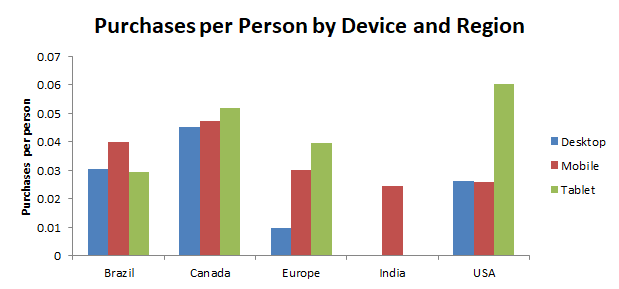 Purchases per Person by Device and Region
Purchases per person
0.07
0.06
0.05
0.04
0.03
0.02
0.01
0
Brazil
Canada
Europe
India
USA
Desktop
Mobile
Tablet